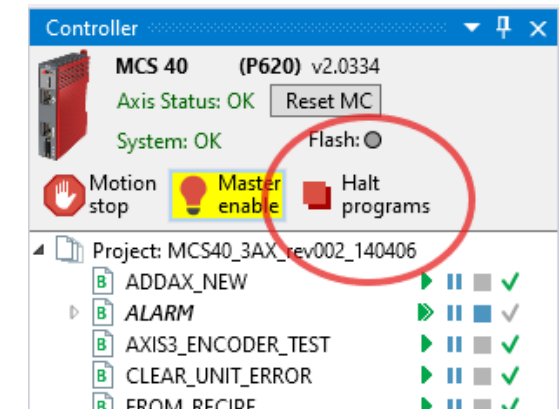 Controller
MCS 40 (P620) v2.0334
Axis Status: OK Reset MC
System: OK Flash:
Motion stop
Master enable
Halt programs
Project: MCS40_3AX_rev002_140406
B ADDAX_NEW
B ALARM
B AXIS3_ENCODER_TEST
B CLEAR_UNIT_ERROR
B FROM_RECIPE